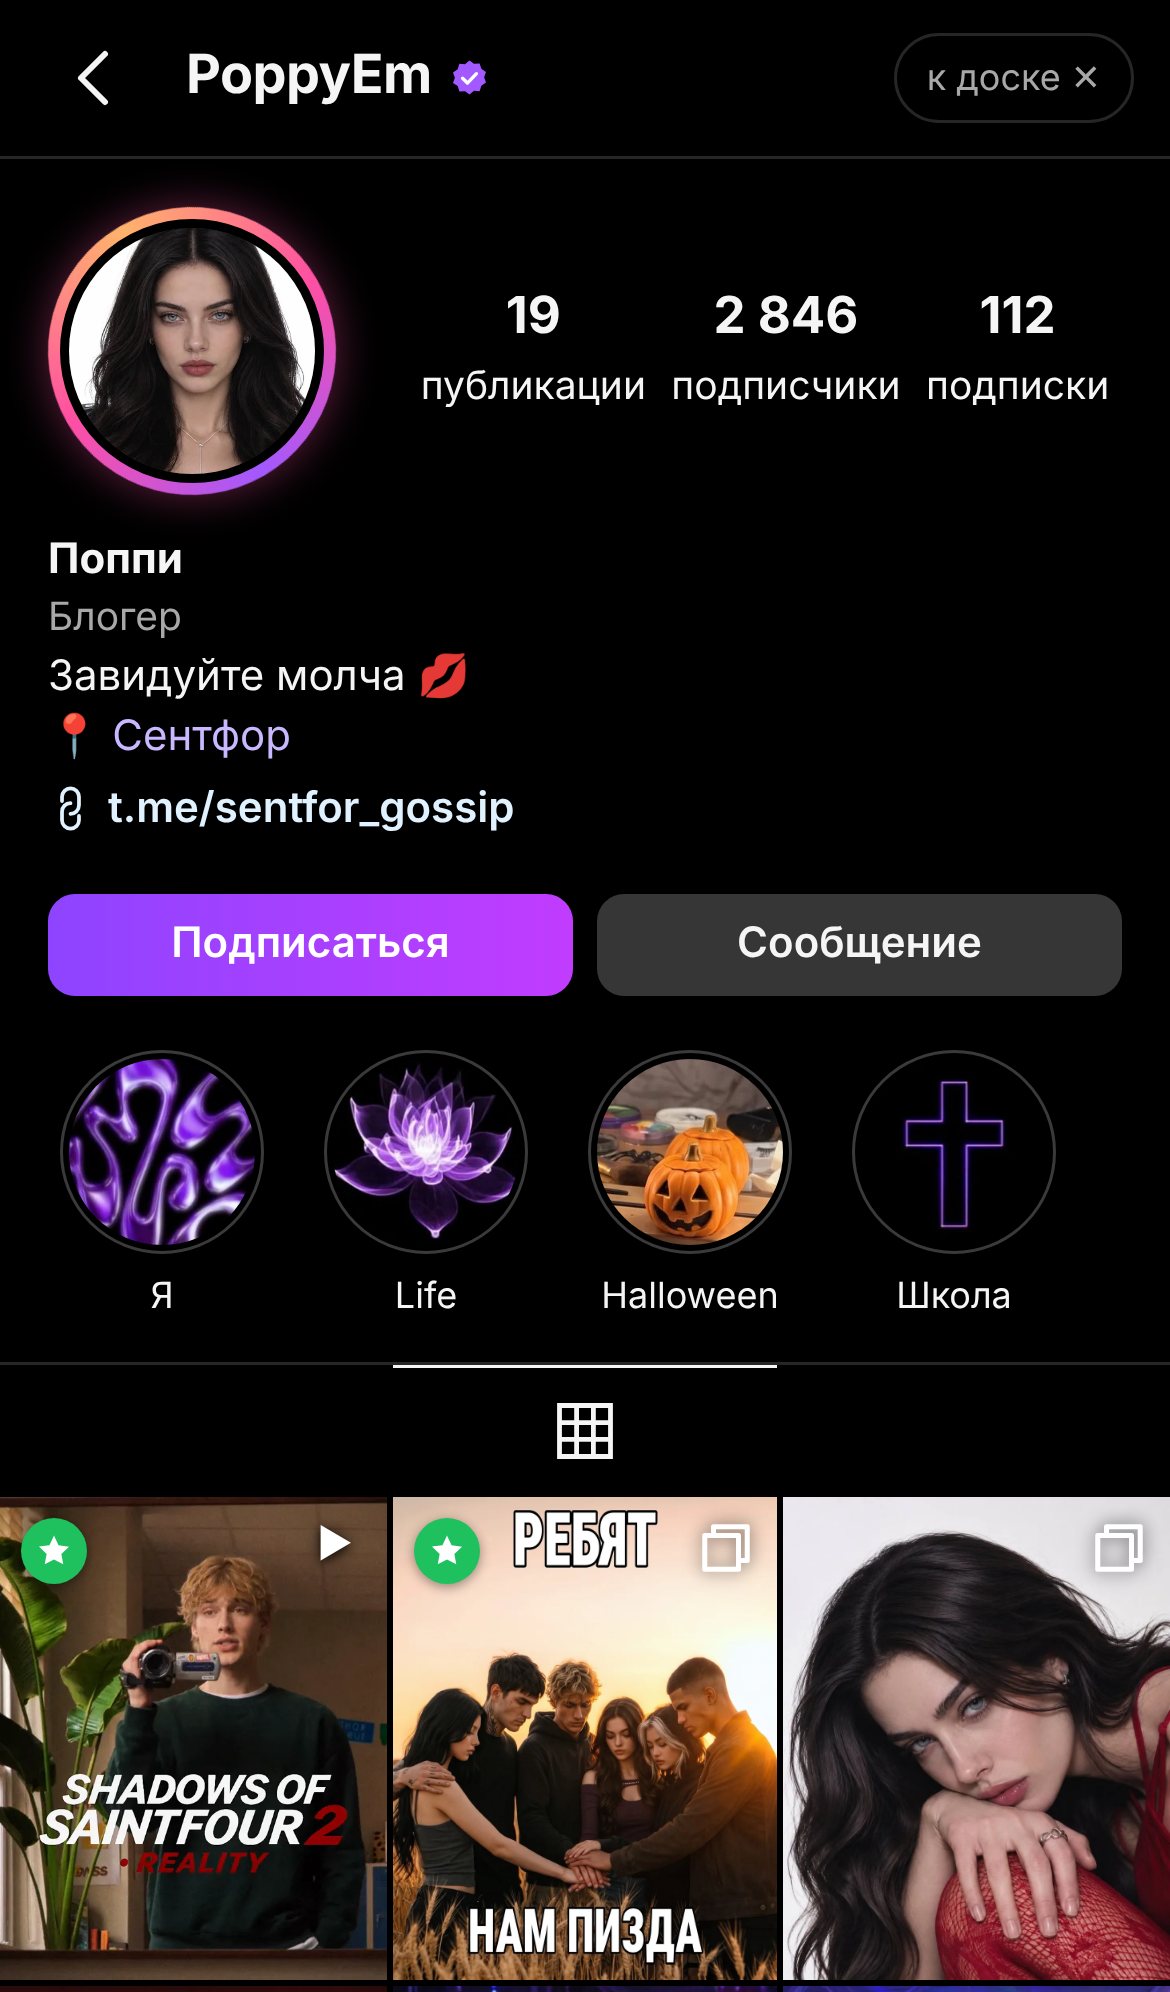 PoppyEm
к доске ✕
19
2 846
112
публикации
подписчики
подписки
Поппи
Блогер
Завидуйте молча 💋
📍 Сентфор
t.me/sentfor_gossip
Подписаться
Сообщение
Я
Life
Halloween
Школа
SHADOWS OF
SAINTFOUR 2
• REALITY
РЕБЯТ
НАМ ПИЗДА